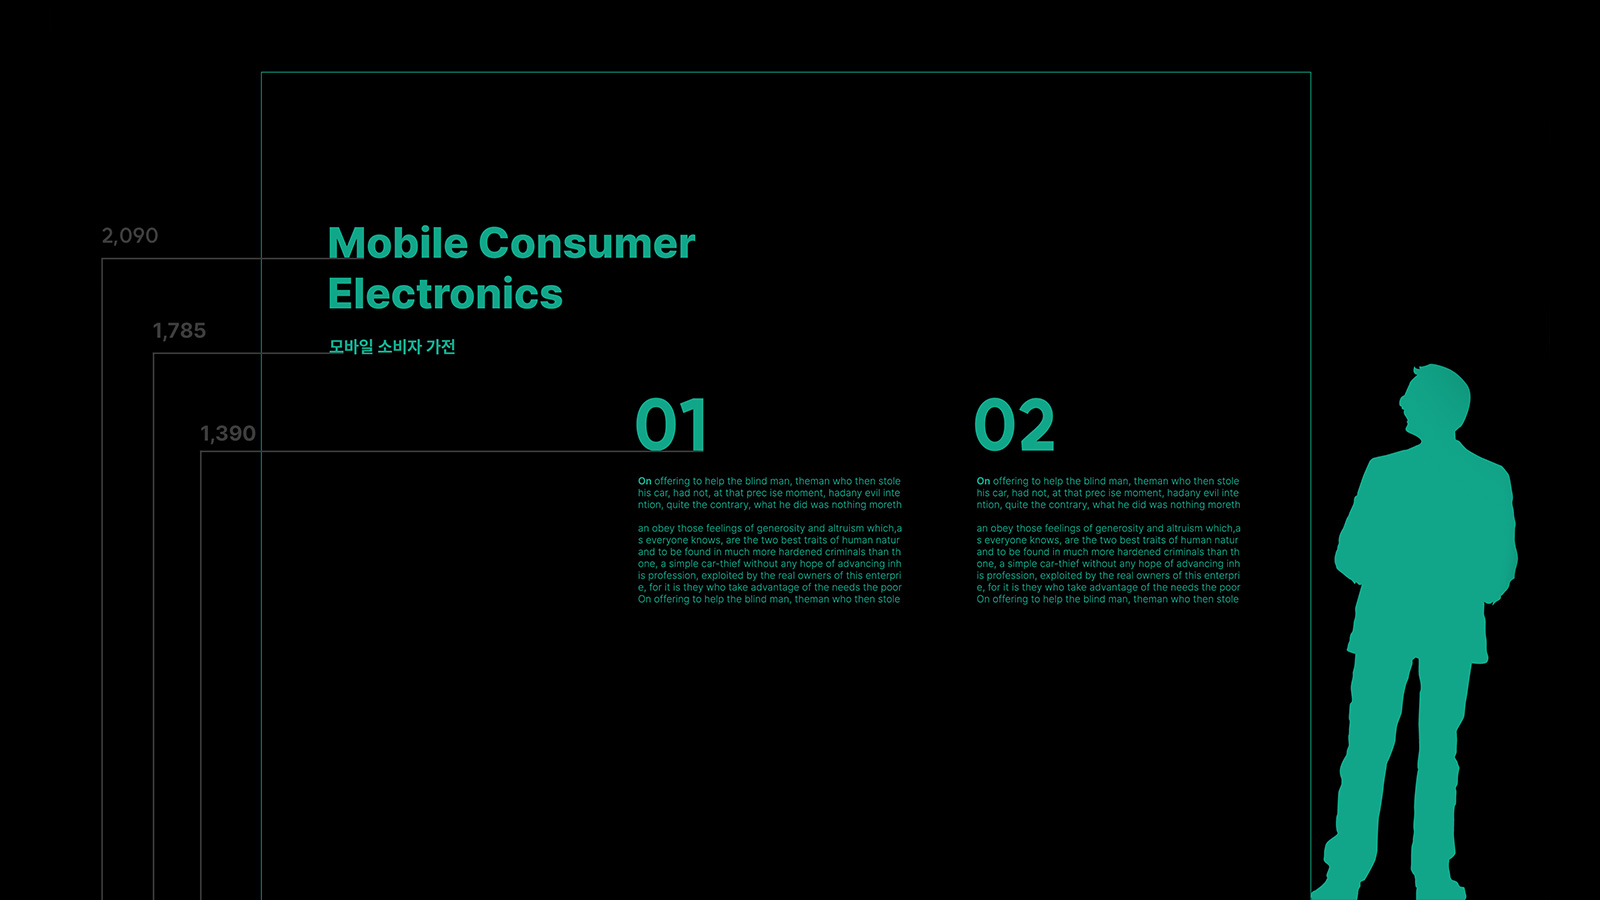 2,090
Mobile Consumer
Electronics
1,785
모바일 소비자 가전
1,390
01
On offering to help the blind man, theman who then stole
his car, had not, at that prec ise moment, hadany evil inte
ntion, quite the contrary, what he did was nothing moreth
an obey those feelings of generosity and altruism which,a
s everyone knows, are the two best traits of human natur
and to be found in much more hardened criminals than th
one, a simple car-thief without any hope of advancing inh
is profession, exploited by the real owners of this enterpri
e, for it is they who take advantage of the needs the poor
On offering to help the blind man, theman who then stole
02
On offering to help the blind man, theman who then stole
his car, had not, at that prec ise moment, hadany evil inte
ntion, quite the contrary, what he did was nothing moreth
an obey those feelings of generosity and altruism which,a
s everyone knows, are the two best traits of human natur
and to be found in much more hardened criminals than th
one, a simple car-thief without any hope of advancing inh
is profession, exploited by the real owners of this enterpri
e, for it is they who take advantage of the needs the poor
On offering to help the blind man, theman who then stole